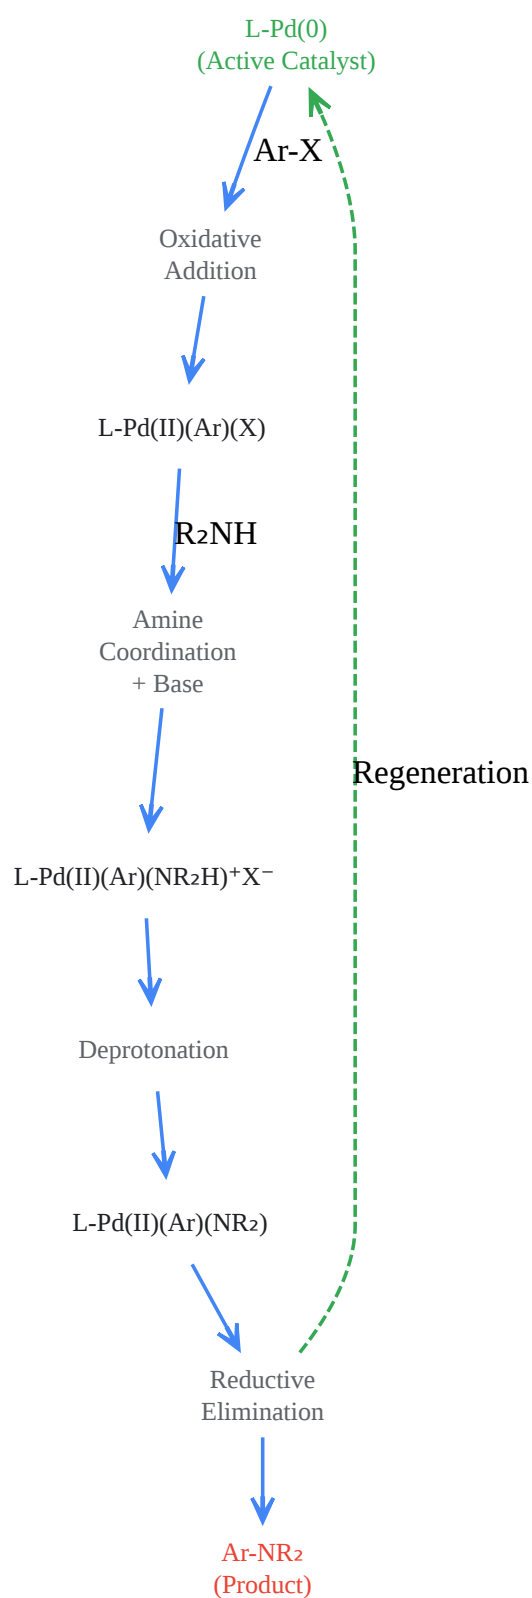 L-Pd(0)
(Active Catalyst)
Ar-X
Oxidative
Addition
L-Pd(II)(Ar)(X)
R₂NH
Amine
Coordination
+ Base
Regeneration
L-Pd(II)(Ar)(NR₂H)⁺X⁻
Deprotonation
L-Pd(II)(Ar)(NR₂)
Reductive
Elimination
Ar-NR₂
(Product)